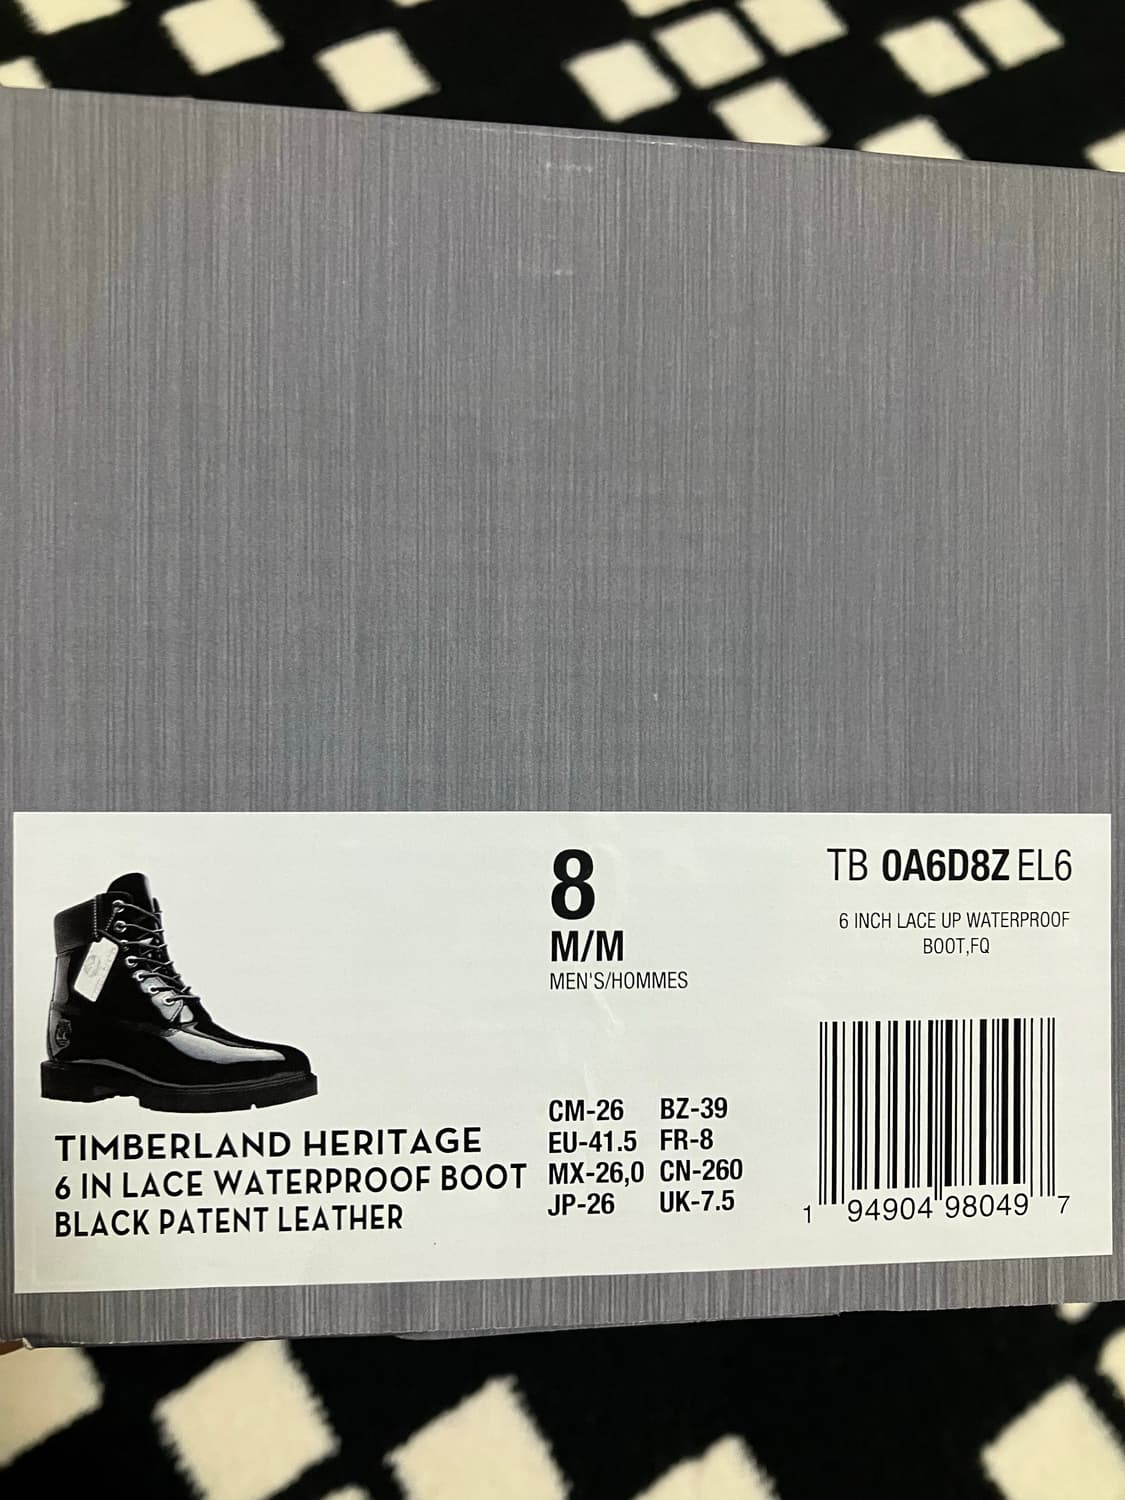 8
M/M
MEN'S/HOMMES
TB 0A6D8Z EL6
6 INCH LACE UP WATERPROOF
BOOT,FQ
TIMBERLAND HERITAGE
6 IN LACE WATERPROOF BOOT
BLACK PATENT LEATHER
CM-26 BZ-39
EU-41.5 FR-8
MX-26,0 CN-260
JP-26 UK-7.5
1 94904 98049 7